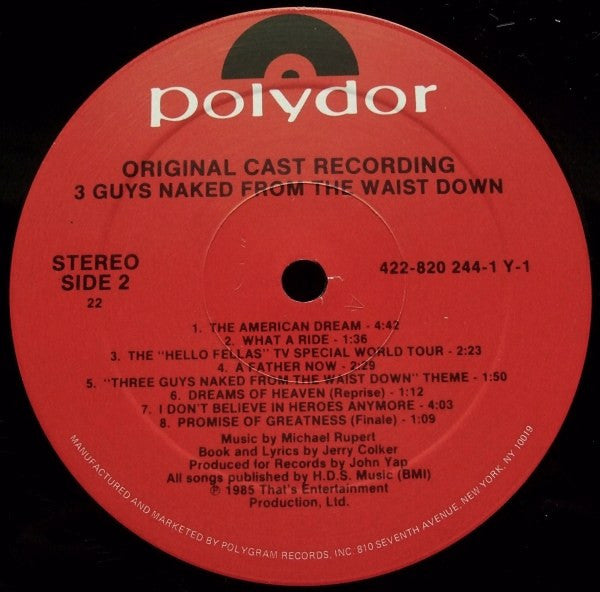 polydor
ORIGINAL CAST RECORDING
3 GUYS NAKED FROM THE WAIST DOWN
STEREO
SIDE 2
22
422-820 244-1 Y-1
1. THE AMERICAN DREAM - 4:42
2. WHAT A RIDE - 1:36
3. THE "HELLO FELLAS" TV SPECIAL WORLD TOUR - 2:23
4. A FATHER NOW - 2:29
5. "THREE GUYS NAKED FROM THE WAIST DOWN" THEME - 1:50
6. DREAMS OF HEAVEN (Reprise) - 1:12
7. I DON'T BELIEVE IN HEROES ANYMORE - 4:03
8. PROMISE OF GREATNESS (Finale) - 1:09
Music by Michael Rupert
Book and Lyrics by Jerry Colker
Produced for Records by John Yap
All songs published by H.D.S. Music (BMI)
℗ 1985 That's Entertainment
Production, Ltd.
MANUFACTURED AND MARKETED BY POLYGRAM RECORDS, INC. 810 SEVENTH AVENUE, NEW YORK, NY 10019